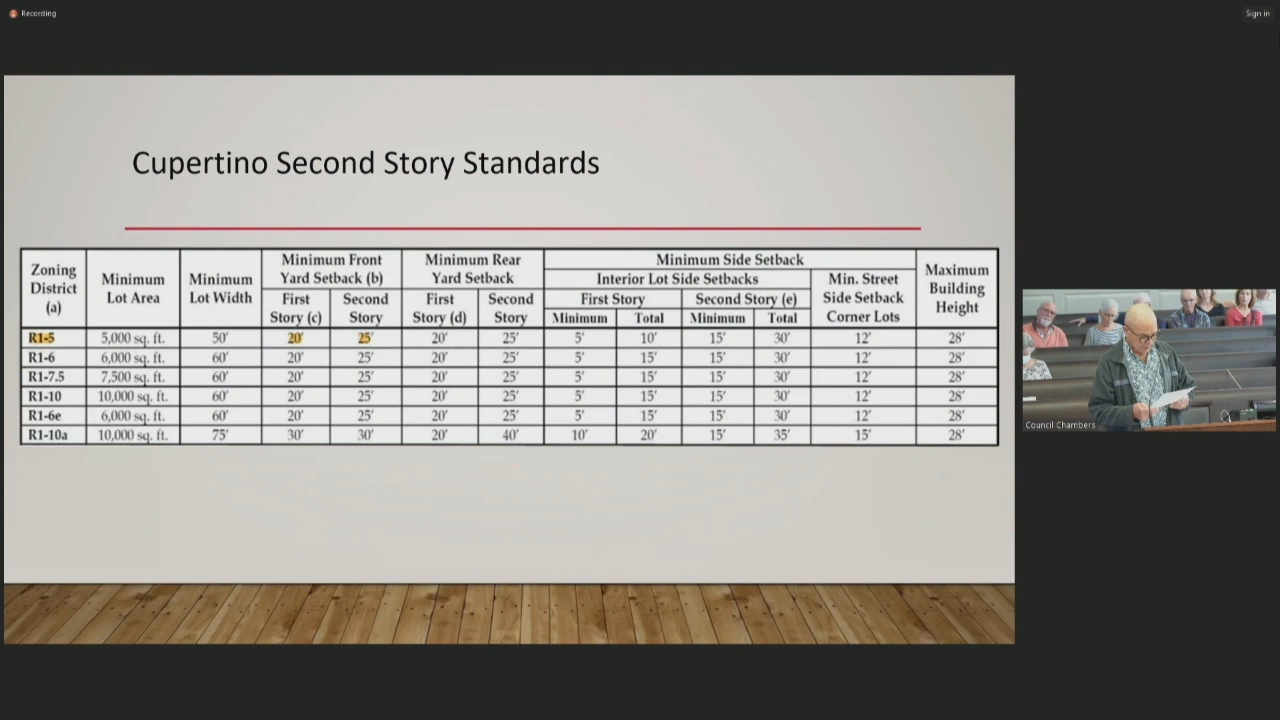 Recording
Sign in
Cupertino Second Story Standards
Zoning District (a) Minimum Lot Area Minimum Lot Width Minimum Front Yard Setback (b) Minimum Rear Yard Setback Minimum Side Setback Maximum Building Height
Interior Lot Side Setbacks Min. Street Side Setback Corner Lots
First Story (c) Second Story First Story (d) Second Story First Story Second Story (e)
Minimum Total Minimum Total
R1-5 5,000 sq. ft. 50' 20' 25' 20' 25' 5' 10' 15' 30' 12' 28'
R1-6 6,000 sq. ft. 60' 20' 25' 20' 25' 5' 15' 15' 30' 12' 28'
R1-7.5 7,500 sq. ft. 60' 20' 25' 20' 25' 5' 15' 15' 30' 12' 28'
R1-10 10,000 sq. ft. 60' 20' 25' 20' 25' 5' 15' 15' 30' 12' 28'
R1-6e 6,000 sq. ft. 60' 20' 25' 20' 25' 5' 15' 15' 30' 12' 28'
R1-10a 10,000 sq. ft. 75' 30' 30' 20' 40' 10' 20' 15' 35' 15' 28'
Council Chambers